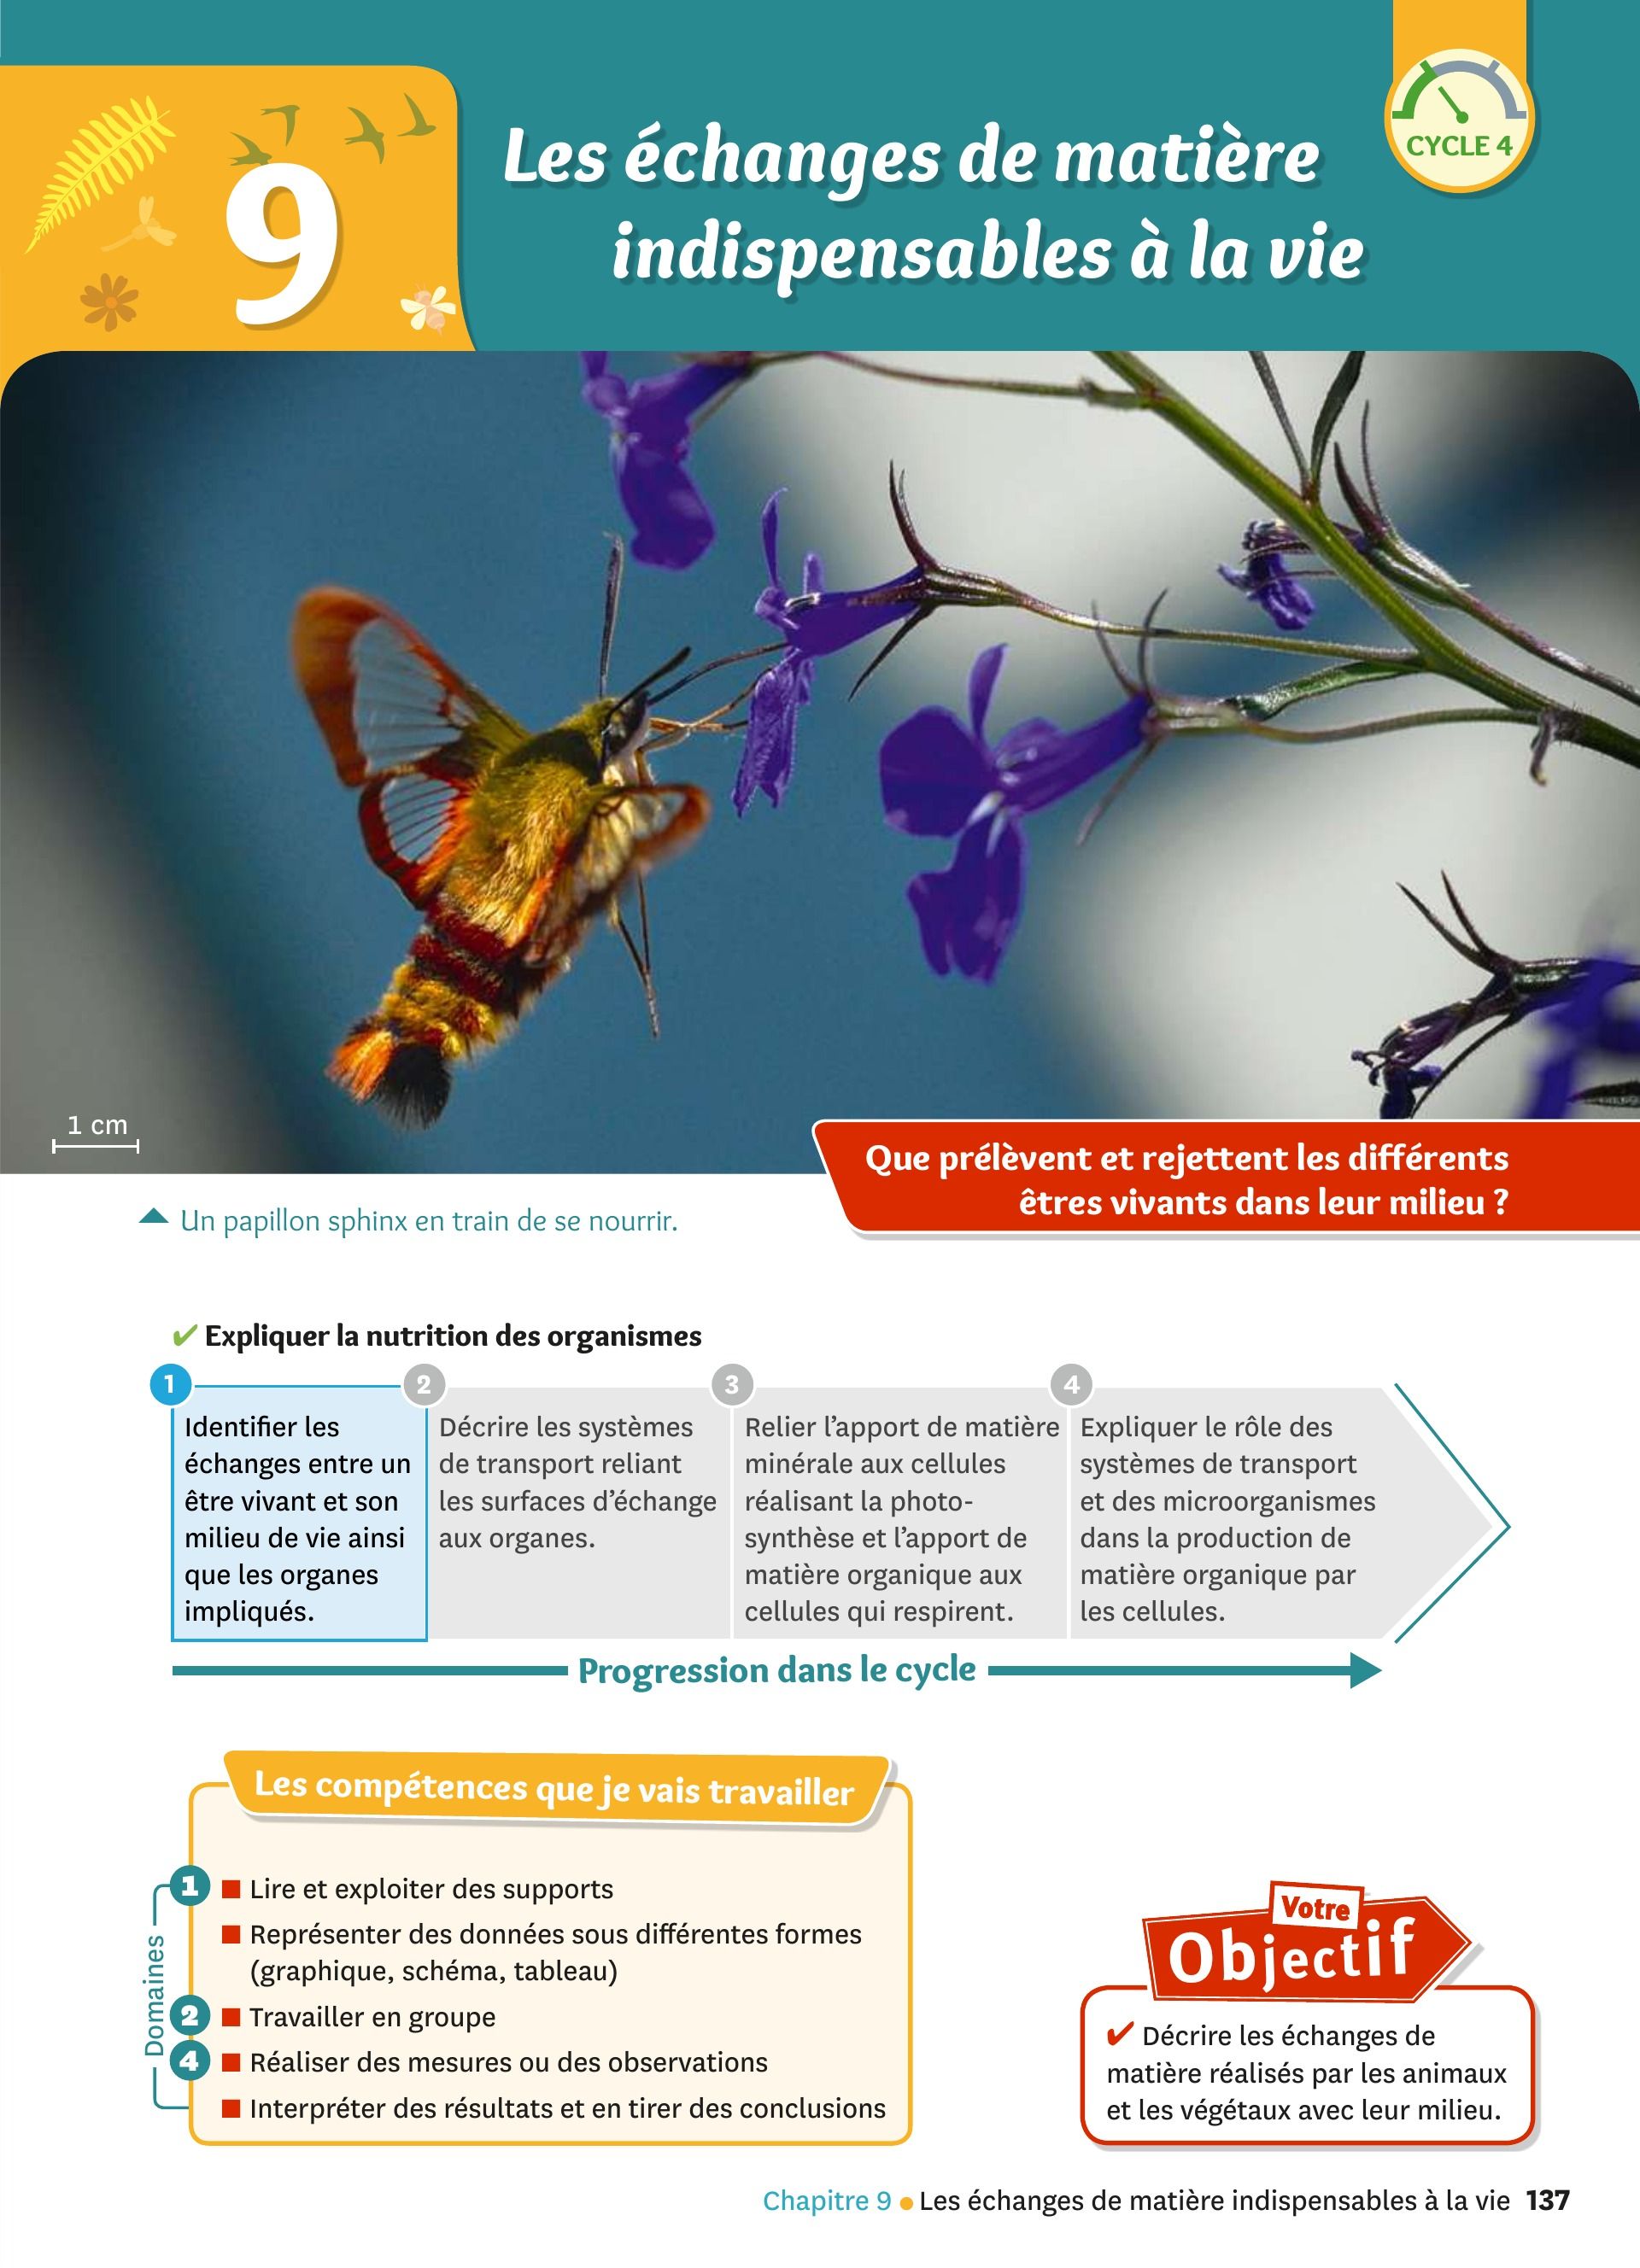 CYCLE 4
9
Les échanges de matière
indispensables à la vie
1 cm
Que prélèvent et rejettent les différents
êtres vivants dans leur milieu ?
Un papillon sphinx en train de se nourrir.
✔ Expliquer la nutrition des organismes
1
Identifier les
échanges entre un
être vivant et son
milieu de vie ainsi
que les organes
impliqués.
2
Décrire les systèmes
de transport reliant
les surfaces d’échange
aux organes.
3
Relier l’apport de matière
minérale aux cellules
réalisant la photo-
synthèse et l’apport de
matière organique aux
cellules qui respirent.
4
Expliquer le rôle des
systèmes de transport
et des microorganismes
dans la production de
matière organique par
les cellules.
Progression dans le cycle
Les compétences que je vais travailler
Domaines
1 ■ Lire et exploiter des supports
■ Représenter des données sous différentes formes
(graphique, schéma, tableau)
2 ■ Travailler en groupe
4 ■ Réaliser des mesures ou des observations
■ Interpréter des résultats et en tirer des conclusions
Votre
Objectif
✔ Décrire les échanges de
matière réalisés par les animaux
et les végétaux avec leur milieu.
Chapitre 9 ● Les échanges de matière indispensables à la vie 137